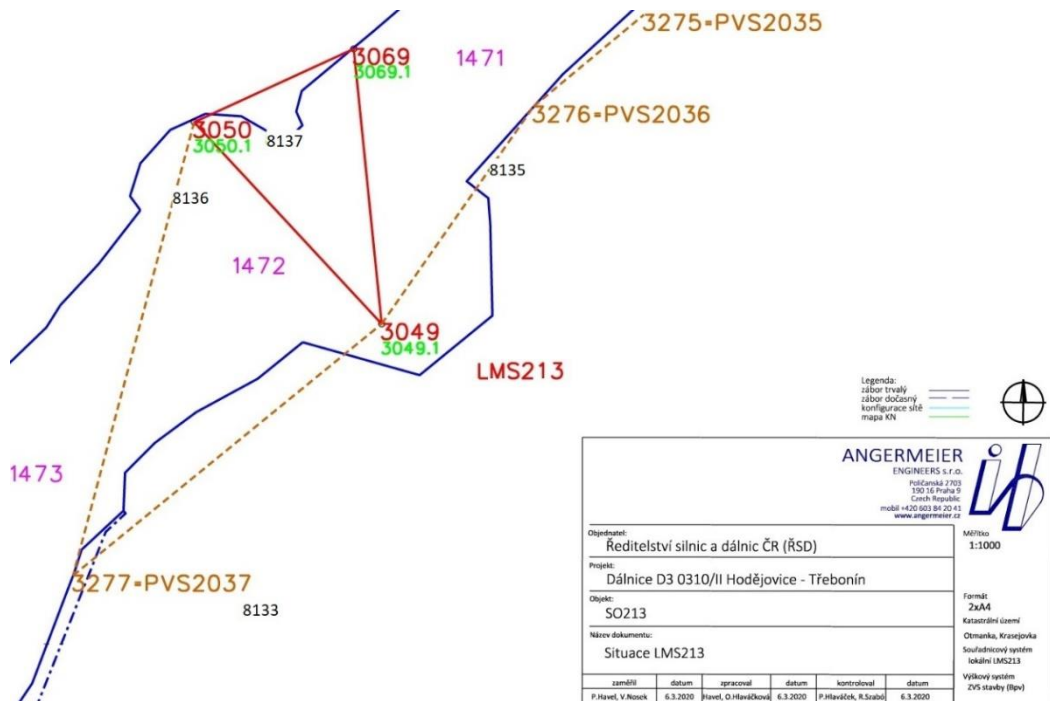 3275=PVS2035
3069
3069.1
1471
3276=PVS2036
3050
3050.1
8137
8135
8136
1472
3049
3049.1
LMS213
1473
3277=PVS2037
8133
Legenda:
zábor trvalý
zábor dočasný
konfigurace sítě
mapa KN
ANGERMEIER
ENGINEERS s.r.o.
Poličanská 2703
190 16 Praha 9
Czech Republic
mobil +420 603 84 20 41
www.angermeier.cz
Objednatel:
Ředitelství silnic a dálnic ČR (ŘSD)
Projekt:
Dálnice D3 0310/II Hodějovice - Třebonín
Objekt:
SO213
Název dokumentu:
Situace LMS213
zaměřil datum zpracoval datum kontroloval datum
P.Havel, V.Nosek 6.3.2020 Havel, O.Hlaváčková 6.3.2020 P.Hlaváček, R.Szabó 6.3.2020
Měřítko
1:1000
Formát
2xA4
Katastrální území
Otmanka, Krasejovka
Souřadnicový systém
lokální LMS213
Výškový systém
ZVS stavby (Bpv)